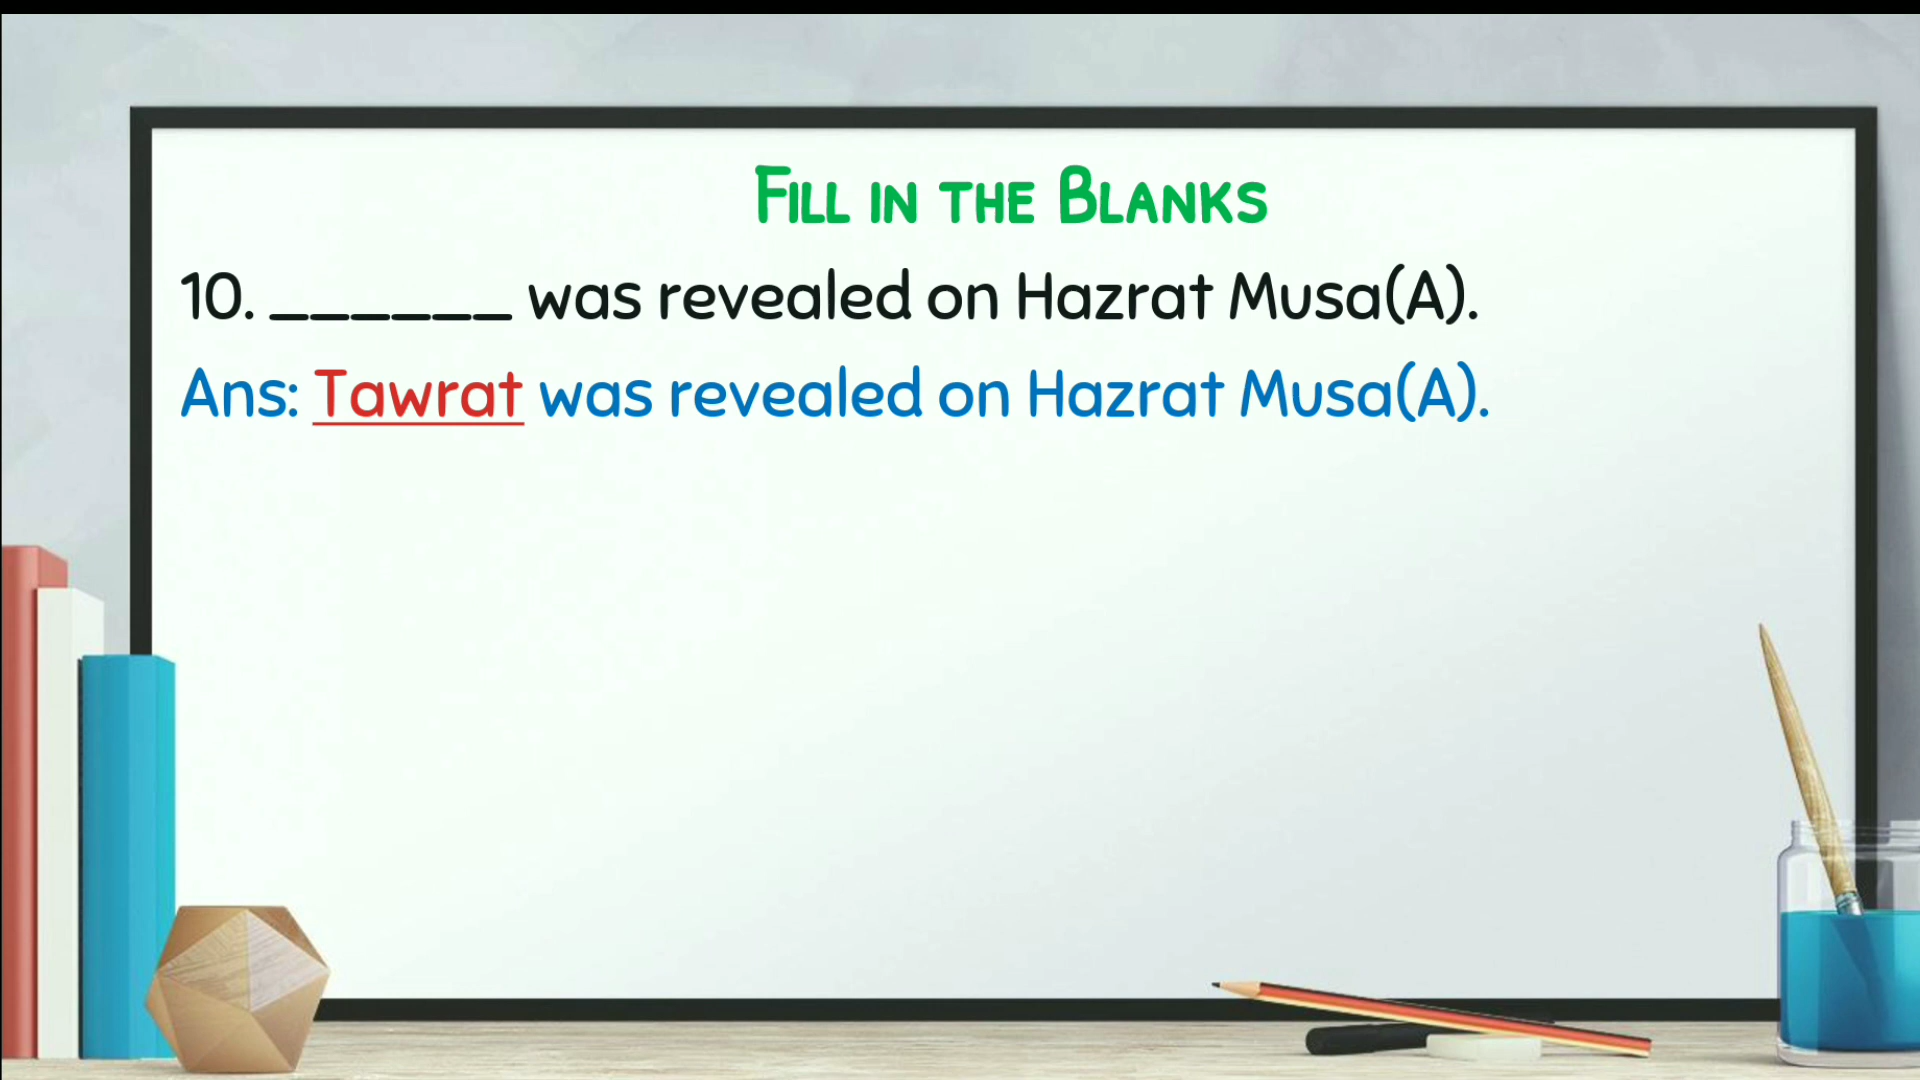 Fill in the Blanks
10. ______ was revealed on Hazrat Musa(A).
Ans: Tawrat was revealed on Hazrat Musa(A).